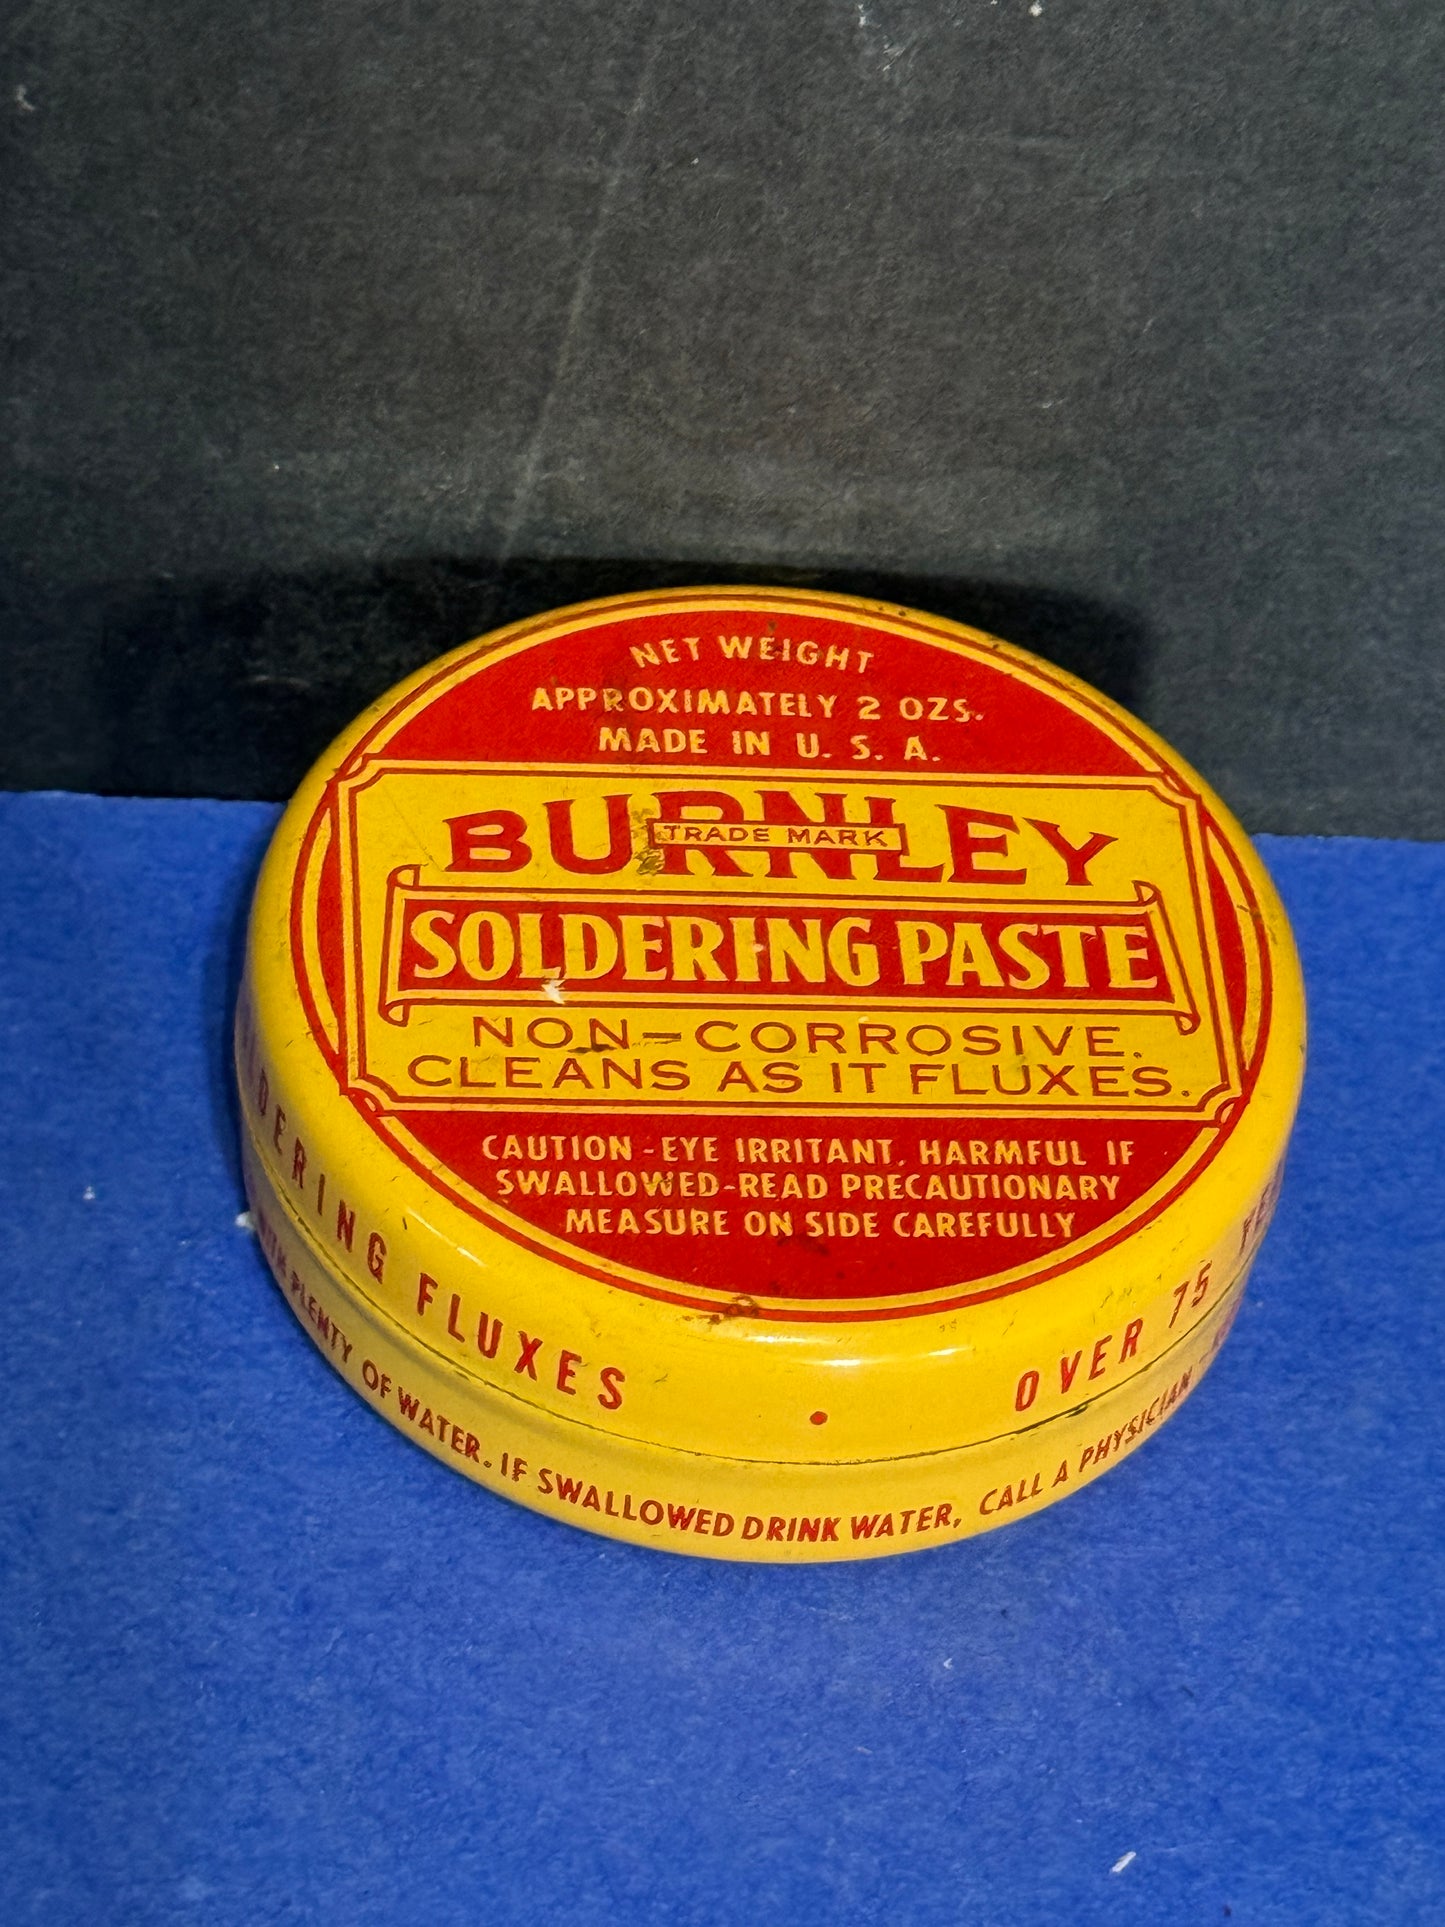 NET WEIGHT
APPROXIMATELY 2 OZS.
MADE IN U. S. A.
BURNLEY
TRADE MARK
SOLDERING PASTE
NON-CORROSIVE.
CLEANS AS IT FLUXES.
CAUTION-EYE IRRITANT. HARMFUL IF
SWALLOWED-READ PRECAUTIONARY
MEASURE ON SIDE CAREFULLY
FLUXES • OVER 75
PLENTY OF WATER. IF SWALLOWED DRINK WATER, CALL A PHYSICIAN